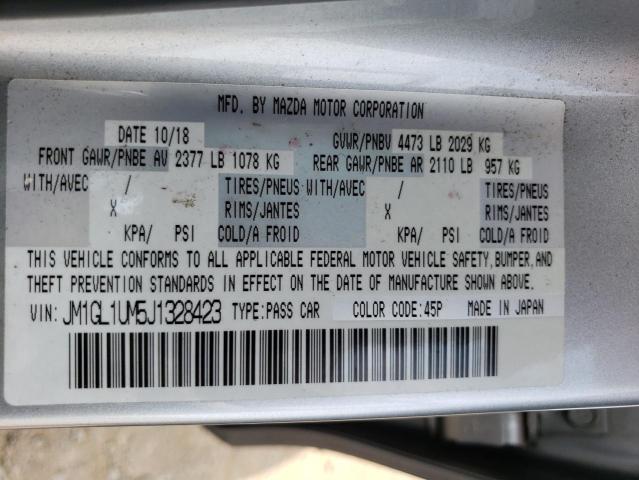 MFD. BY MAZDA MOTOR CORPORATION
DATE 10/18 GVWR/PNBV 4473 LB 2029 KG
FRONT GAWR/PNBE AV 2377 LB 1078 KG REAR GAWR/PNBE AR 2110 LB 957 KG
WITH/AVEC / TIRES/PNEUS WITH/AVEC / TIRES/PNEUS
X RIMS/JANTES X RIMS/JANTES
KPA/ PSI COLD/A FROID KPA/ PSI COLD/A FROID
THIS VEHICLE CONFORMS TO ALL APPLICABLE FEDERAL MOTOR VEHICLE SAFETY, BUMPER, AND
THEFT PREVENTION STANDARDS IN EFFECT ON THE DATE OF MANUFACTURE SHOWN ABOVE.
VIN: JM1GL1UM5J1328423 TYPE: PASS CAR COLOR CODE: 45P MADE IN JAPAN